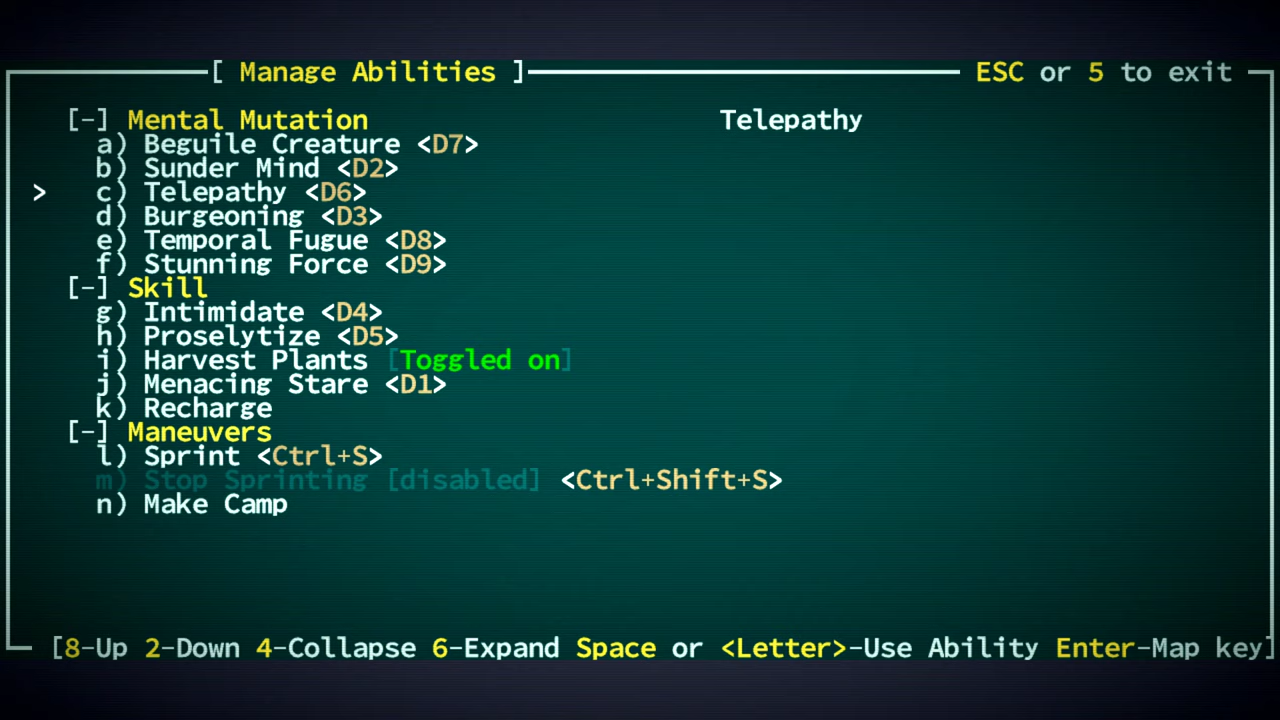 [ Manage Abilities ] ESC or 5 to exit
[-] Mental Mutation Telepathy
a) Beguile Creature <D7>
b) Sunder Mind <D2>
> c) Telepathy <D6>
d) Burgeoning <D3>
e) Temporal Fugue <D8>
f) Stunning Force <D9>
[-] Skill
g) Intimidate <D4>
h) Proselytize <D5>
i) Harvest Plants [Toggled on]
j) Menacing Stare <D1>
k) Recharge
[-] Maneuvers
l) Sprint <Ctrl+S>
m) Stop Sprinting [disabled] <Ctrl+Shift+S>
n) Make Camp
[8-Up 2-Down 4-Collapse 6-Expand Space or <Letter>-Use Ability Enter-Map key]